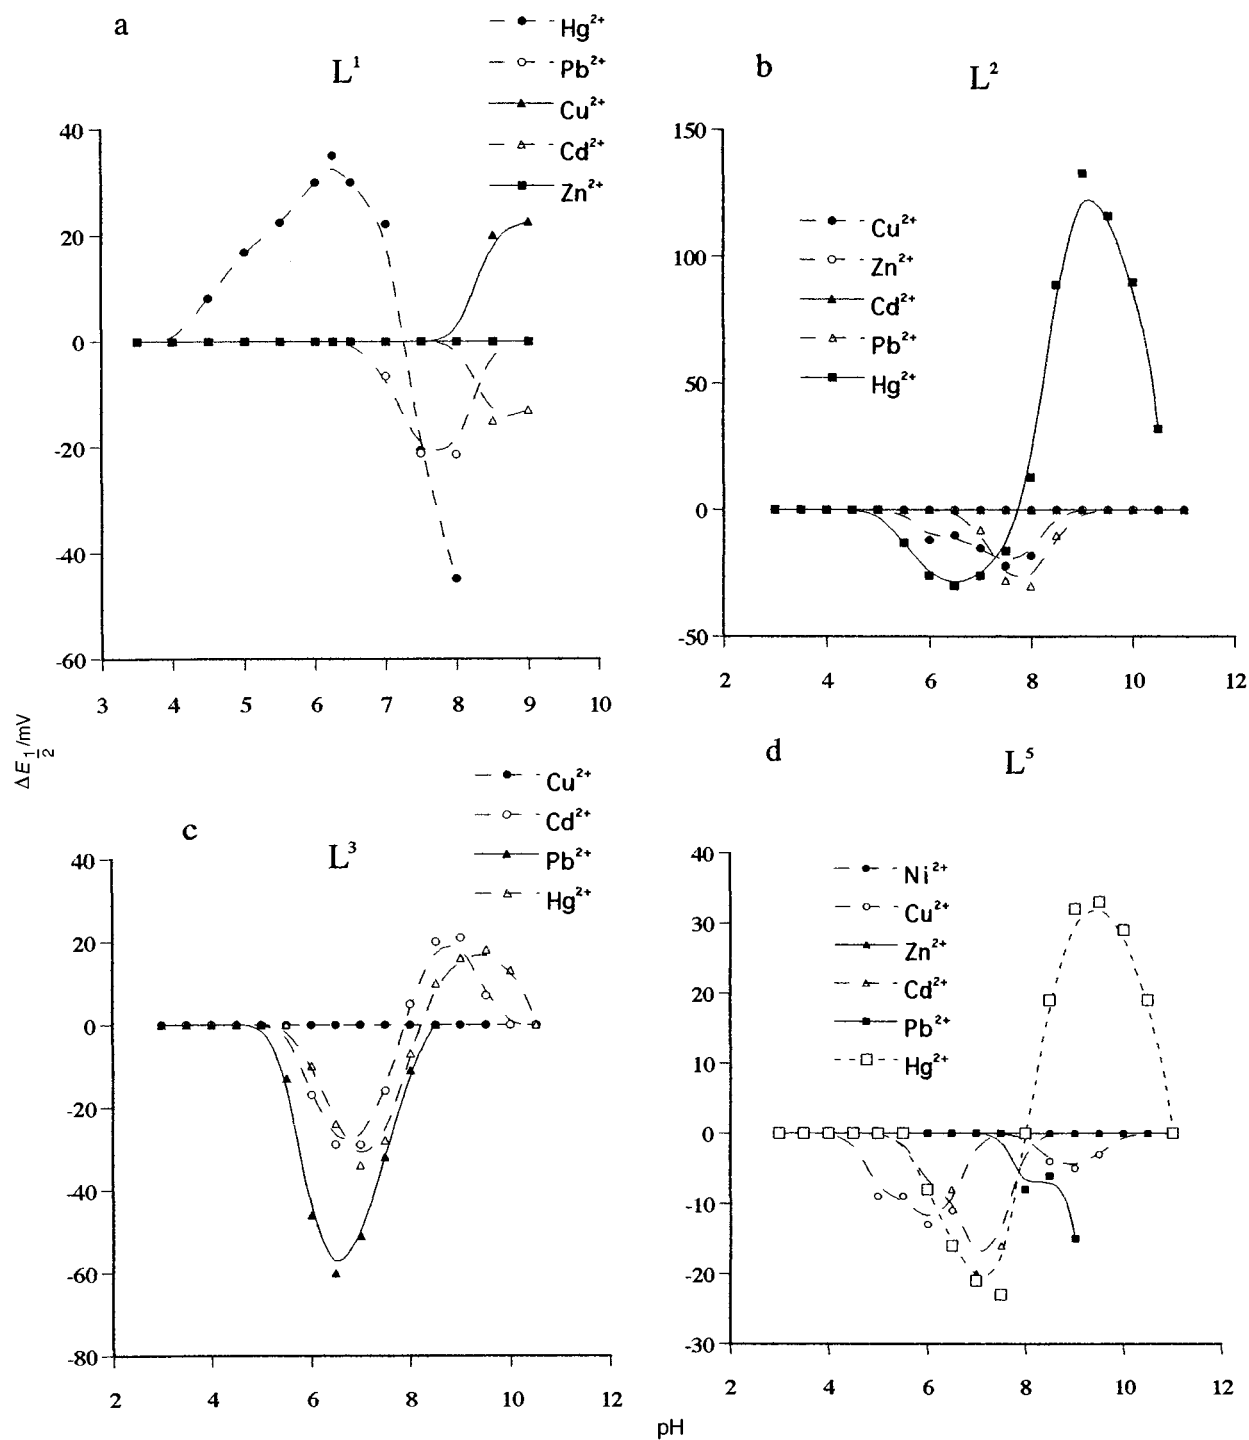 a
L¹
Hg²⁺
Pb²⁺
Cu²⁺
Cd²⁺
Zn²⁺
40
20
0
-20
-40
-60
3 4 5 6 7 8 9 10
b
L²
Cu²⁺
Zn²⁺
Cd²⁺
Pb²⁺
Hg²⁺
150
100
50
0
-50
2 4 6 8 10 12
ΔE½/mV
c
L³
Cu²⁺
Cd²⁺
Pb²⁺
Hg²⁺
40
20
0
-20
-40
-60
-80
2 4 6 8 10 12
d
L⁵
Ni²⁺
Cu²⁺
Zn²⁺
Cd²⁺
Pb²⁺
Hg²⁺
40
30
20
10
0
-10
-20
-30
2 4 6 8 10 12
pH